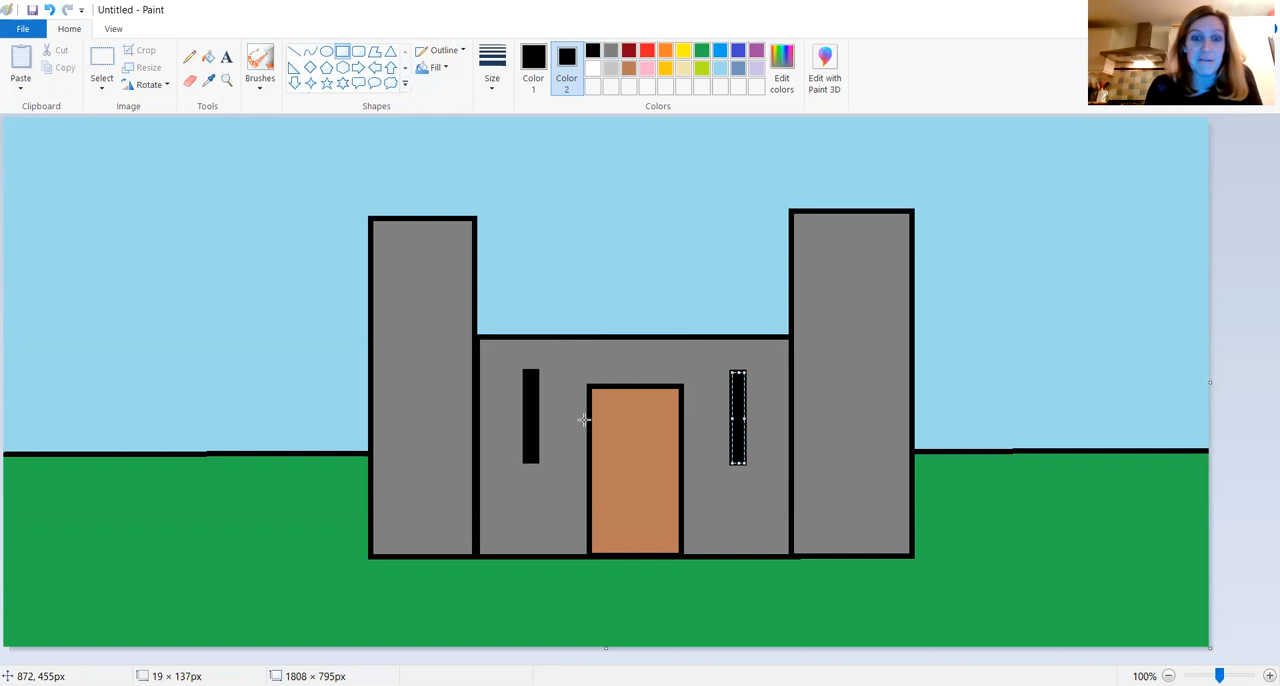 Untitled - Paint
File Home View
Paste
Cut
Copy
Clipboard
Select
Crop
Resize
Rotate
Image
Tools
Brushes
Outline
Fill
Shapes
Size
Color 1
Color 2
Edit colors
Colors
Edit with Paint 3D
872, 455px
19 × 137px
1808 × 795px
100%